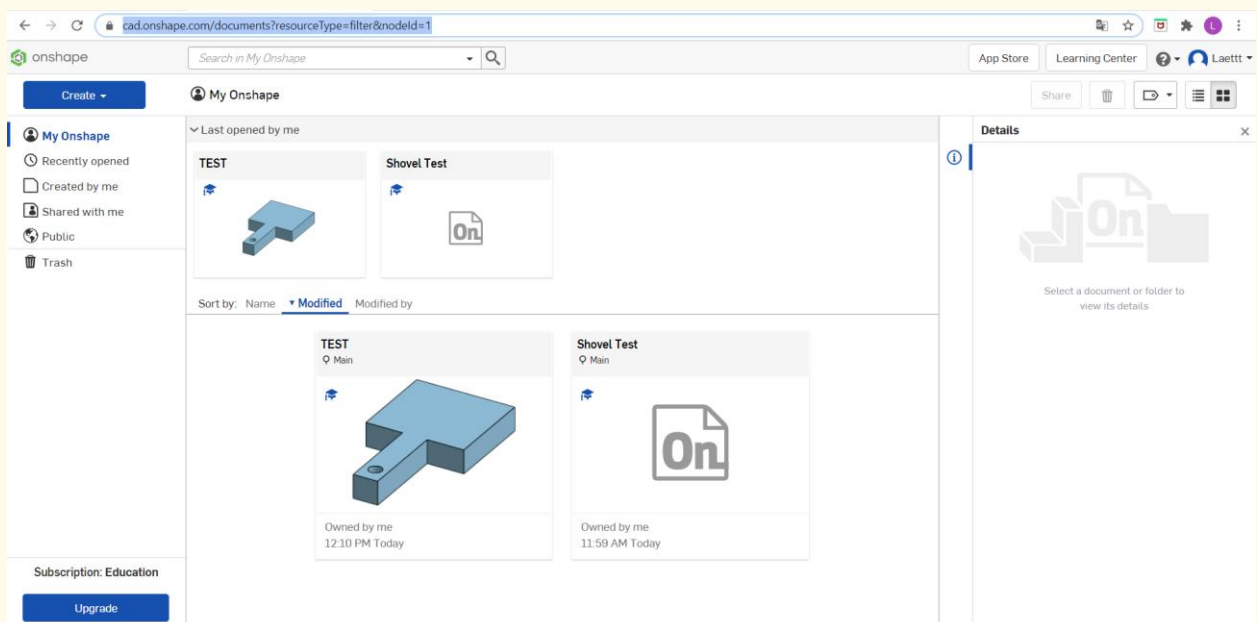 cad.onshape.com/documents?resourceType=filter&nodeId=1
L
onshape
Search in My Onshape
App Store
Learning Center
Laettt
Create
My Onshape
Share
My Onshape
Recently opened
Created by me
Shared with me
Public
Trash
Last opened by me
TEST
Shovel Test
On
Sort by: Name Modified Modified by
TEST
Main
Shovel Test
Main
On
Owned by me
12:10 PM Today
Owned by me
11:59 AM Today
Details
On
Select a document or folder to
view its details
Subscription: Education
Upgrade